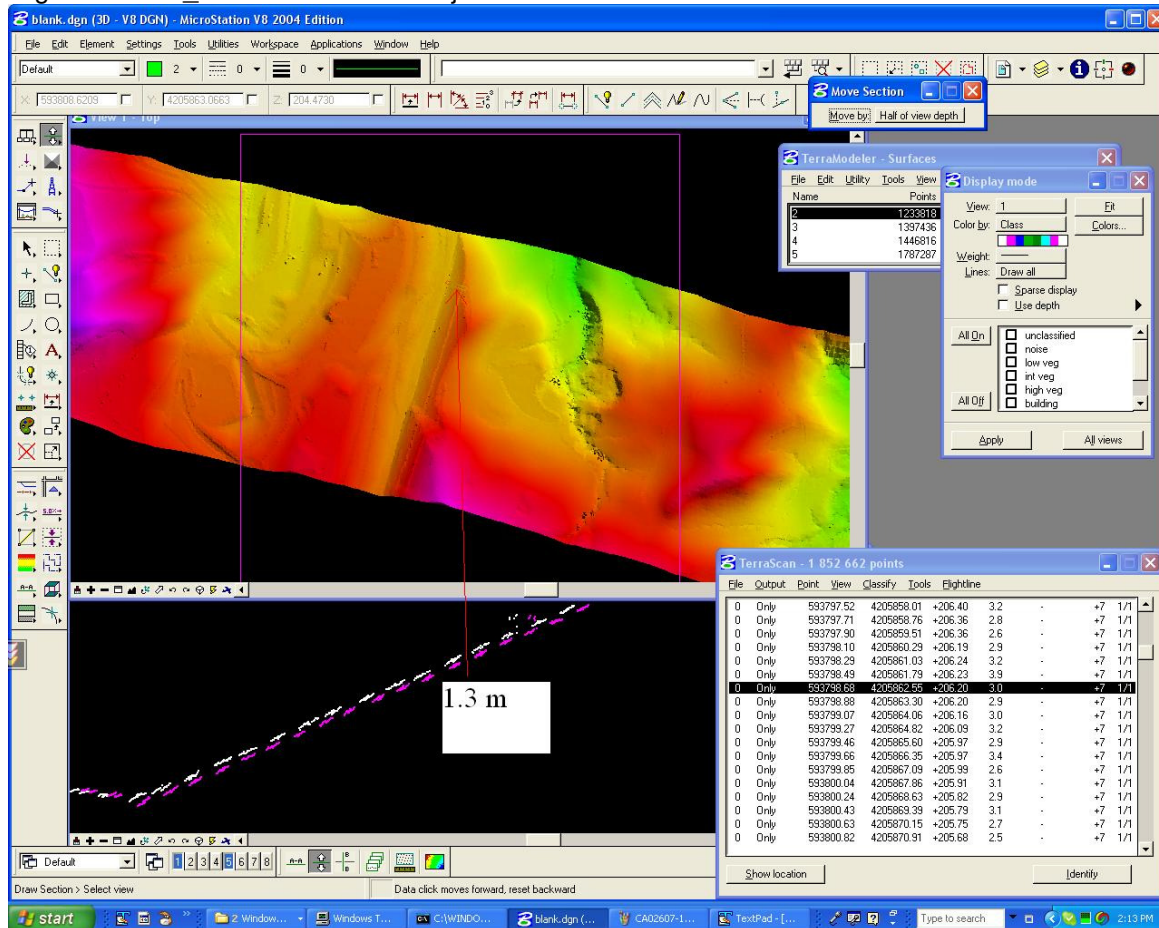 blank.dgn (3D - V8 DGN) - MicroStation V8 2004 Edition
File Edit Element Settings Tools Utilities Workspace Applications Window Help
Default 2 0 0
X: 593808.6209 Y: 4205863.0663 Z: 204.4730
Move Section
Move by: Half of view depth
View 1 - Top
TerraModeler - Surfaces
File Edit Utility Tools View
Name Points
2 1233818
3 1397436
4 1446816
5 1787287
Display mode
View: 1 Fit
Color by: Class Colors...
Weight:
Lines: Draw all
Sparse display
Use depth
All On
unclassified
noise
low veg
int veg
high veg
building
All Off
Apply All views
1.3 m
TerraScan - 1 852 662 points
File Output Point View Classify Tools Flightline
0 Only 593797.52 4205858.01 +206.40 3.2 - +7 1/1
0 Only 593797.71 4205858.76 +206.36 2.8 - +7 1/1
0 Only 593797.90 4205859.51 +206.36 2.6 - +7 1/1
0 Only 593798.10 4205860.29 +206.19 2.9 - +7 1/1
0 Only 593798.29 4205861.03 +206.24 3.2 - +7 1/1
0 Only 593798.49 4205861.79 +206.23 3.9 - +7 1/1
0 Only 593798.68 4205862.55 +206.20 3.0 - +7 1/1
0 Only 593798.88 4205863.30 +206.20 2.9 - +7 1/1
0 Only 593799.07 4205864.06 +206.16 3.0 - +7 1/1
0 Only 593799.27 4205864.82 +206.09 3.2 - +7 1/1
0 Only 593799.46 4205865.60 +205.97 2.9 - +7 1/1
0 Only 593799.66 4205866.35 +205.97 3.4 - +7 1/1
0 Only 593799.85 4205867.09 +205.99 2.6 - +7 1/1
0 Only 593800.04 4205867.86 +205.91 3.1 - +7 1/1
0 Only 593800.24 4205868.63 +205.82 2.9 - +7 1/1
0 Only 593800.43 4205869.39 +205.79 3.1 - +7 1/1
0 Only 593800.63 4205870.15 +205.75 2.7 - +7 1/1
0 Only 593800.82 4205870.91 +205.68 2.5 - +7 1/1
Show location Identify
Default 1 2 3 4 5 6 7 8
Draw Section > Select view Data click moves forward, reset backward
start 2 Window... Windows T... C:\WINDO... blank.dgn (... CA02607-1... TextPad - [... Type to search 2:13 PM